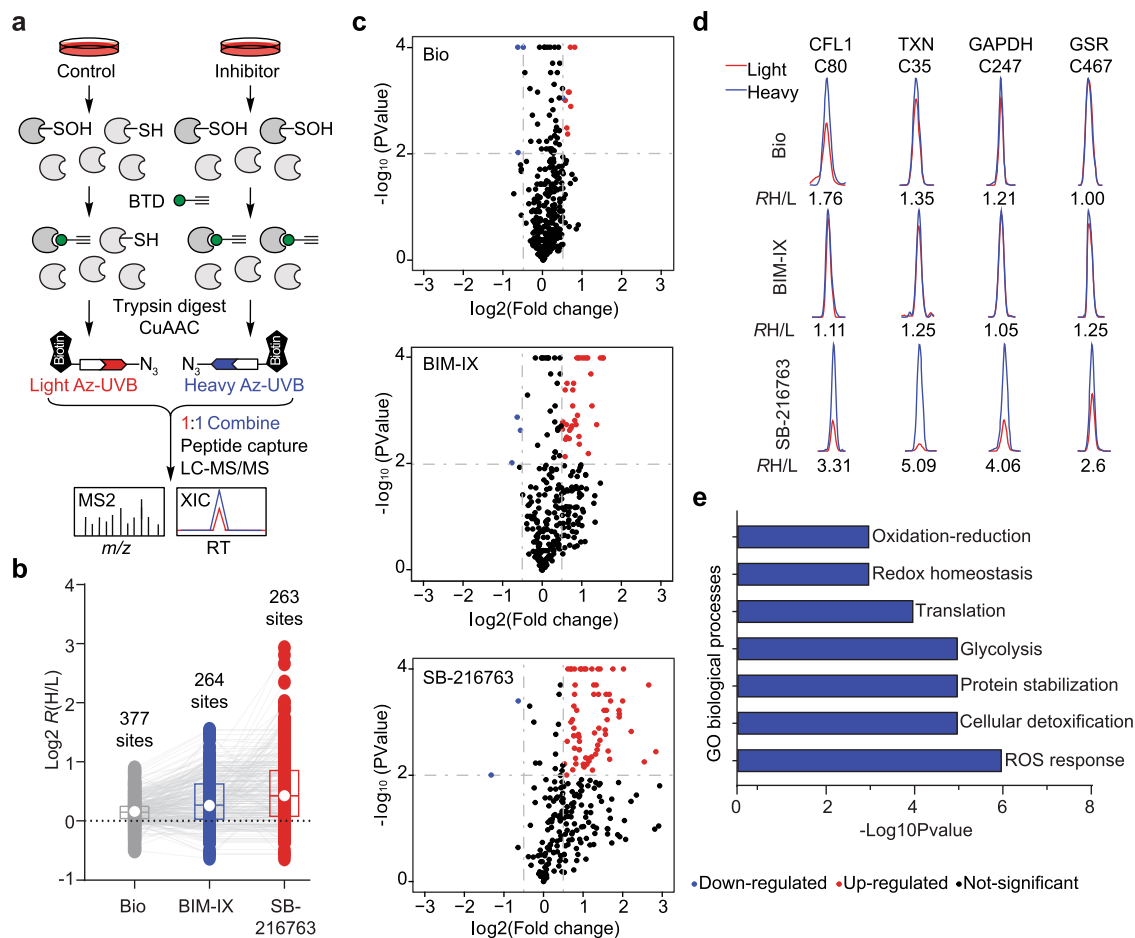 a
Control
Inhibitor
SOH
SH
SOH
SOH
BTD
SH
Trypsin digest
CuAAC
Biotin
N3
N3
Biotin
Light Az-UVB
Heavy Az-UVB
1:1 Combine
Peptide capture
LC-MS/MS
MS2
XIC
m/z
RT
b
4
3
2
1
0
-1
Log2 R(H/L)
377
sites
264
sites
263
sites
Bio
BIM-IX
SB-
216763
c
Bio
4
2
0
-log10 (PValue)
−3 −2 −1 0 1 2 3
log2(Fold change)
BIM-IX
4
2
0
-log10 (PValue)
−3 −2 −1 0 1 2 3
log2(Fold change)
SB-216763
4
2
0
-log10 (PValue)
−3 −2 −1 0 1 2 3
log2(Fold change)
d
CFL1 TXN GAPDH GSR
C80 C35 C247 C467
Light
Heavy
Bio
RH/L 1.76 1.35 1.21 1.00
BIM-IX
RH/L 1.11 1.25 1.05 1.25
SB-216763
RH/L 3.31 5.09 4.06 2.6
e
GO biological processes
Oxidation-reduction
Redox homeostasis
Translation
Glycolysis
Protein stabilization
Cellular detoxification
ROS response
0 2 4 6 8
-Log10Pvalue
Down-regulated Up-regulated Not-significant